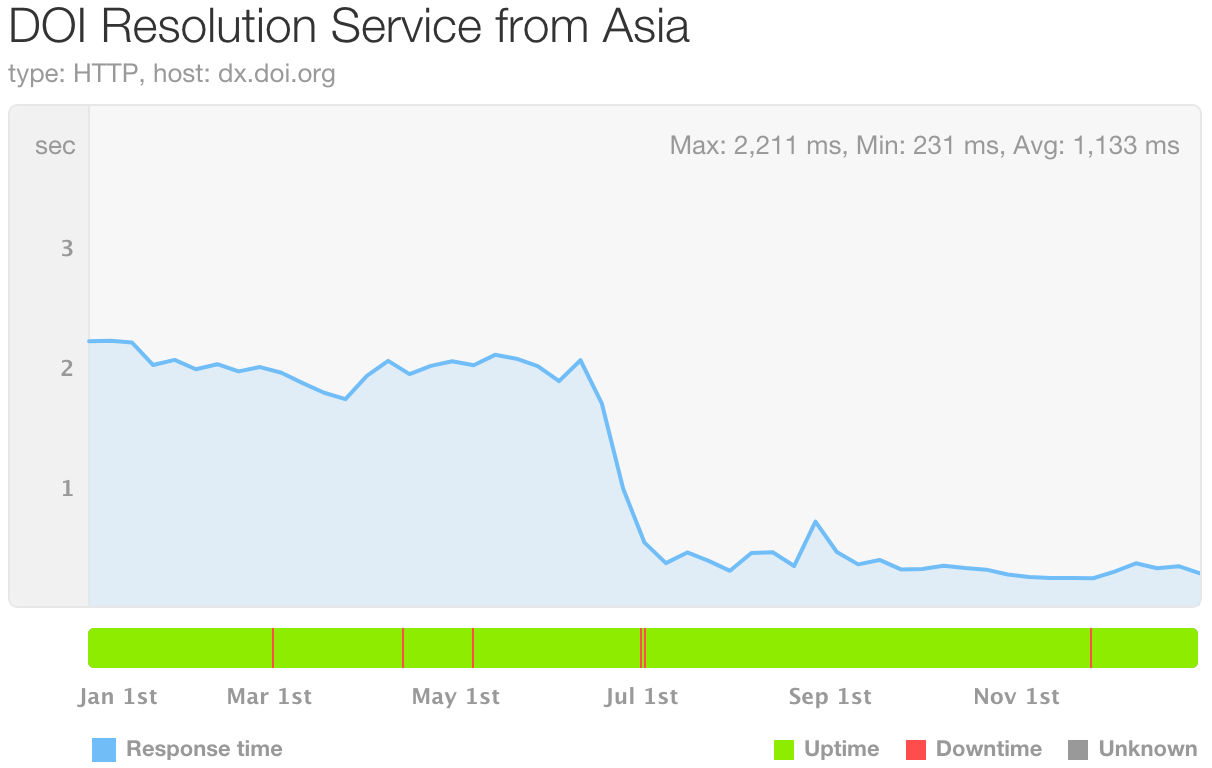 DOI Resolution Service from Asia
type: HTTP, host: dx.doi.org
sec
Max: 2,211 ms, Min: 231 ms, Avg: 1,133 ms
3
2
1
Jan 1st Mar 1st May 1st Jul 1st Sep 1st Nov 1st
Response time Uptime Downtime Unknown